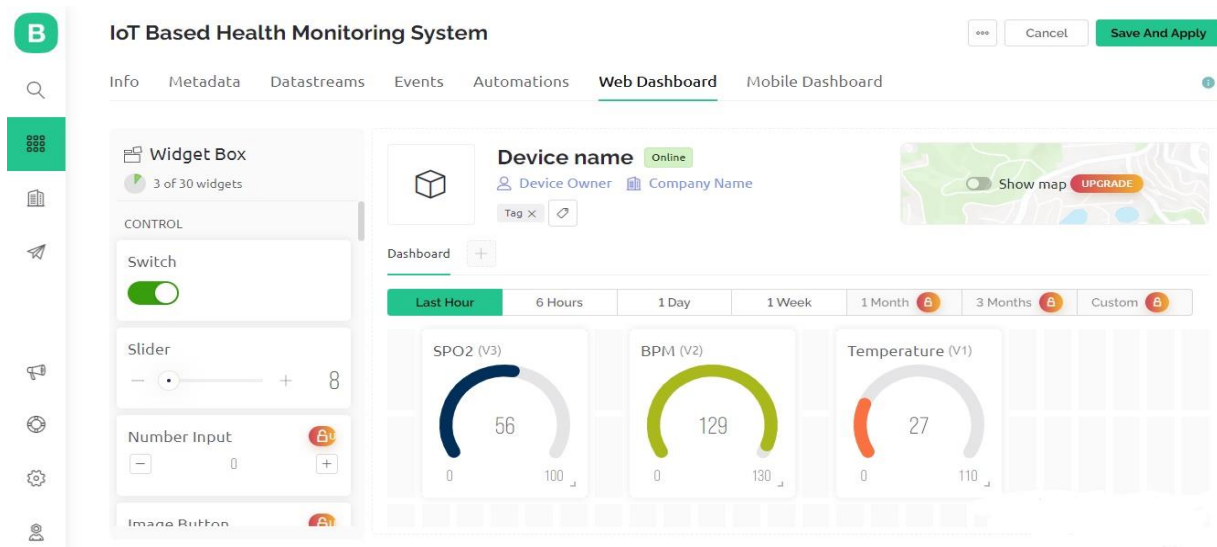 B
IoT Based Health Monitoring System
Cancel
Save And Apply
Info Metadata Datastreams Events Automations Web Dashboard Mobile Dashboard
Widget Box
3 of 30 widgets
CONTROL
Switch
Slider
— + 8
Number Input
— 0 +
Image Button
Device name Online
Device Owner Company Name
Tag ×
Show map UPGRADE
Dashboard +
Last Hour 6 Hours 1 Day 1 Week 1 Month 3 Months Custom
SPO2 (V3)
56
0 100
BPM (V2)
129
0 130
Temperature (V1)
27
0 110